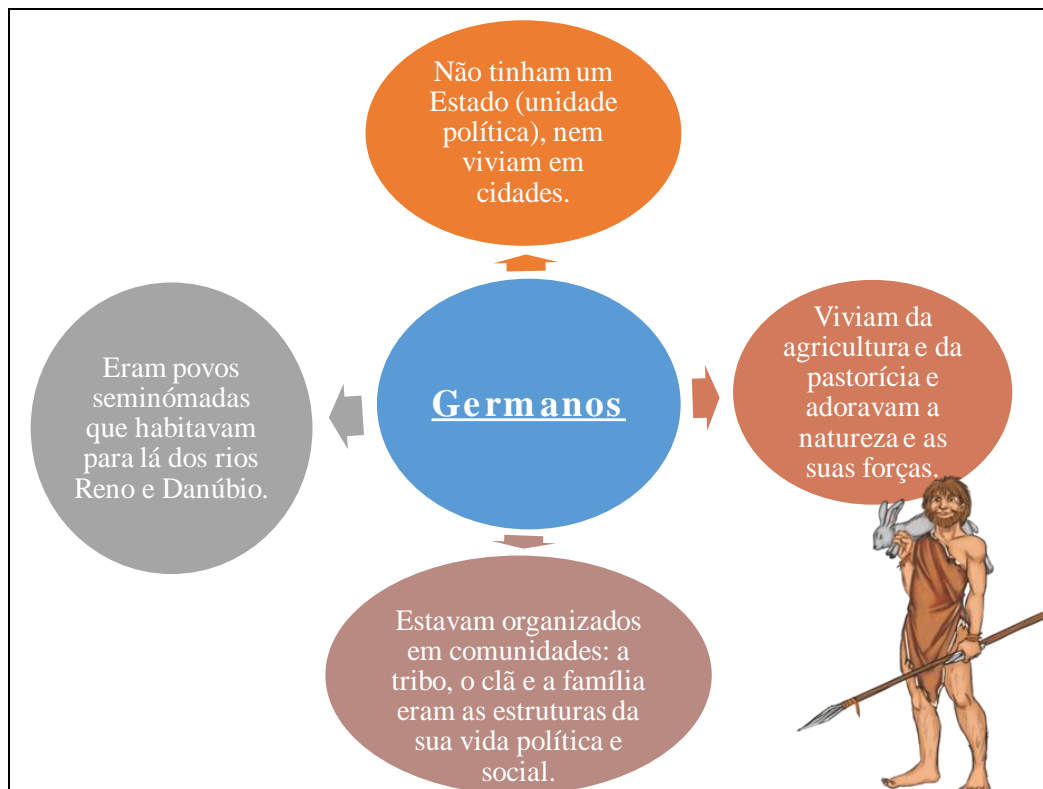 Não tinham um
Estado (unidade
política), nem
viviam em
cidades.
Eram povos
seminómadas
que habitavam
para lá dos rios
Reno e Danúbio.
Germanos
Viviam da
agricultura e da
pastorícia e
adoravam a
natureza e as
suas forças.
Estavam organizados
em comunidades: a
tribo, o clã e a família
eram as estruturas da
sua vida política e
social.